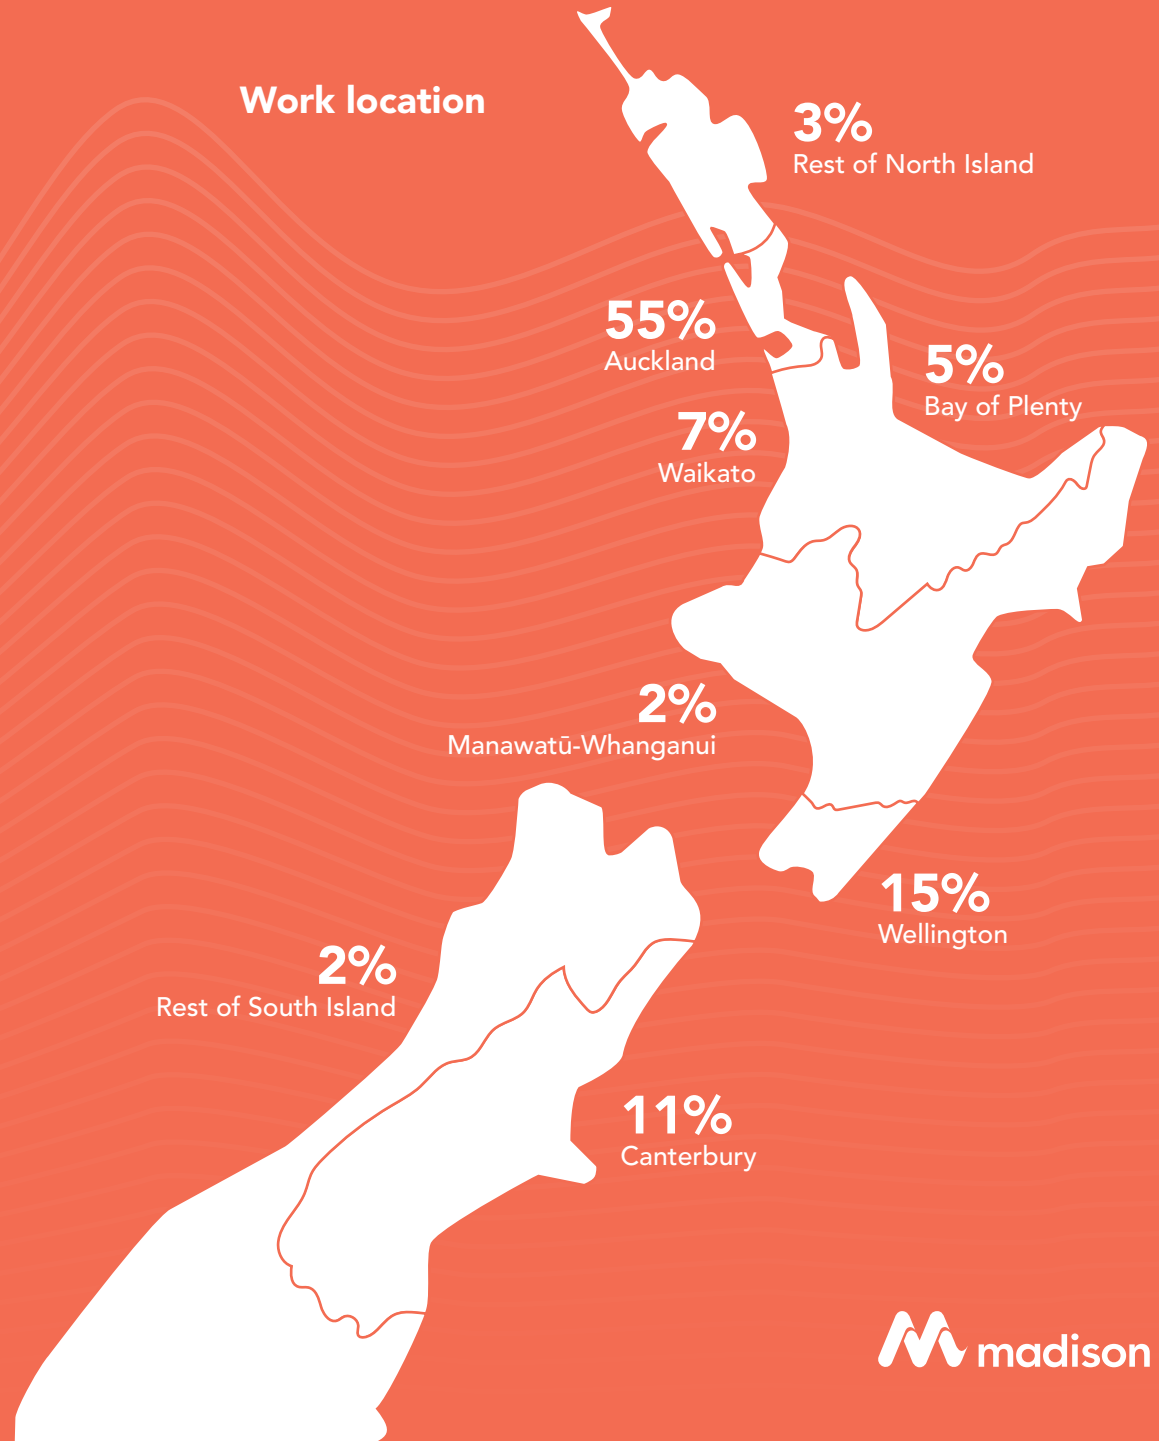 Work location
3%
Rest of North Island
55%
Auckland
5%
Bay of Plenty
7%
Waikato
2%
Manawatū-Whanganui
15%
Wellington
2%
Rest of South Island
11%
Canterbury
madison